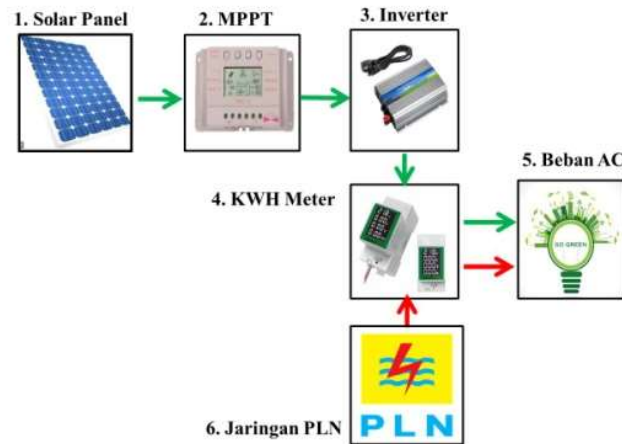 1. Solar Panel
2. MPPT
3. Inverter
4. KWH Meter
5. Beban AC
GO GREEN
6. Jaringan PLN
PLN